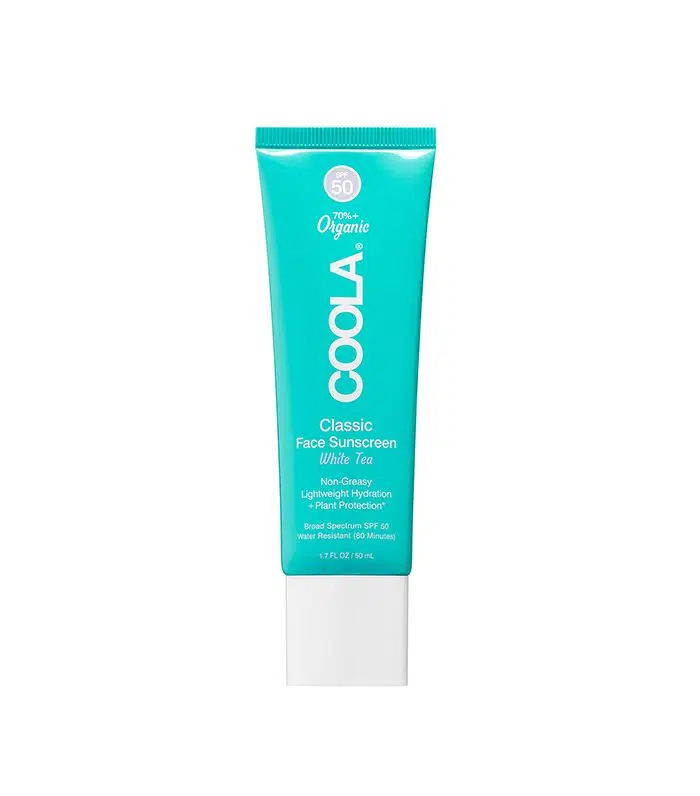 SPF
50
70%+
Organic
COOLA®
Classic
Face Sunscreen
White Tea
Non-Greasy
Lightweight Hydration
+ Plant Protection*
Broad Spectrum SPF 50
Water Resistant (80 Minutes)
1.7 FL OZ / 50 mL